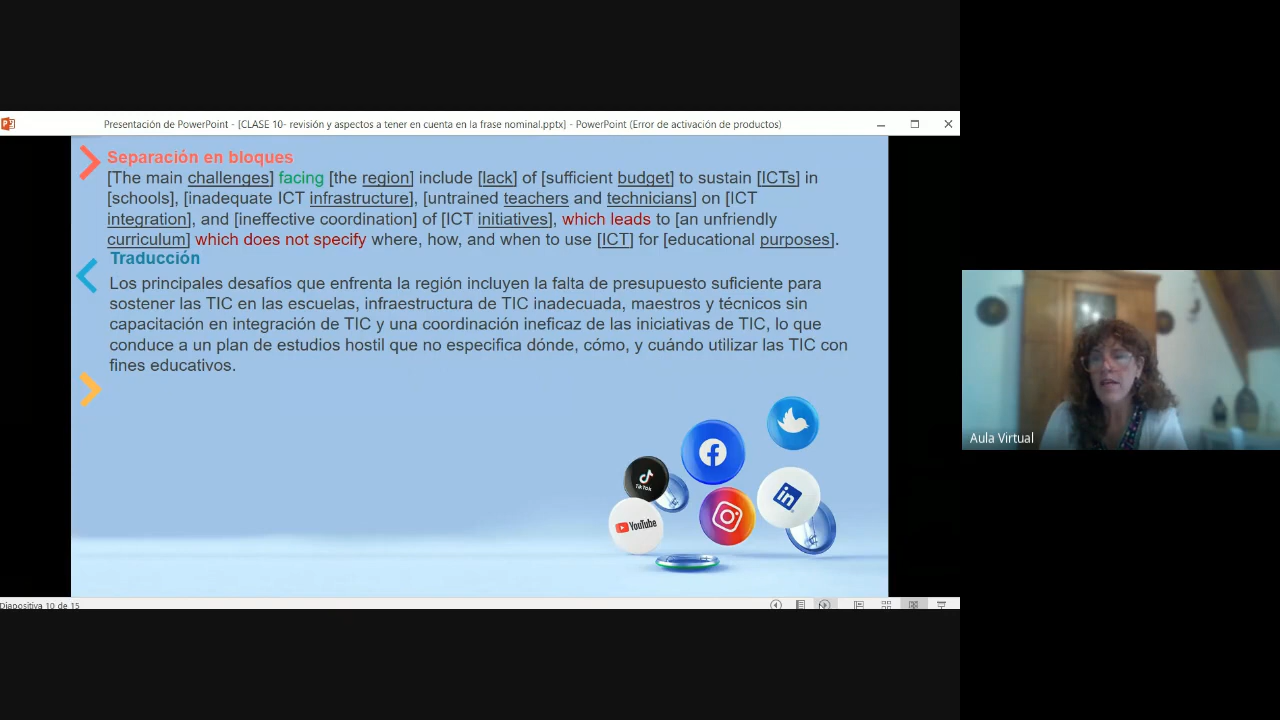 Presentación de PowerPoint - [CLASE 10- revisión y aspectos a tener en cuenta en la frase nominal.pptx] - PowerPoint (Error de activación de productos)
Separación en bloques
[The main challenges] facing [the region] include [lack] of [sufficient budget] to sustain [ICTs] in
[schools], [inadequate ICT infrastructure], [untrained teachers and technicians] on [ICT
integration], and [ineffective coordination] of [ICT initiatives], which leads to [an unfriendly
curriculum] which does not specify where, how, and when to use [ICT] for [educational purposes].
Traducción
Los principales desafíos que enfrenta la región incluyen la falta de presupuesto suficiente para
sostener las TIC en las escuelas, infraestructura de TIC inadecuada, maestros y técnicos sin
capacitación en integración de TIC y una coordinación ineficaz de las iniciativas de TIC, lo que
conduce a un plan de estudios hostil que no especifica dónde, cómo, y cuándo utilizar las TIC con
fines educativos.
TikTok
in
YouTube
Aula Virtual
Diapositiva 10 de 15